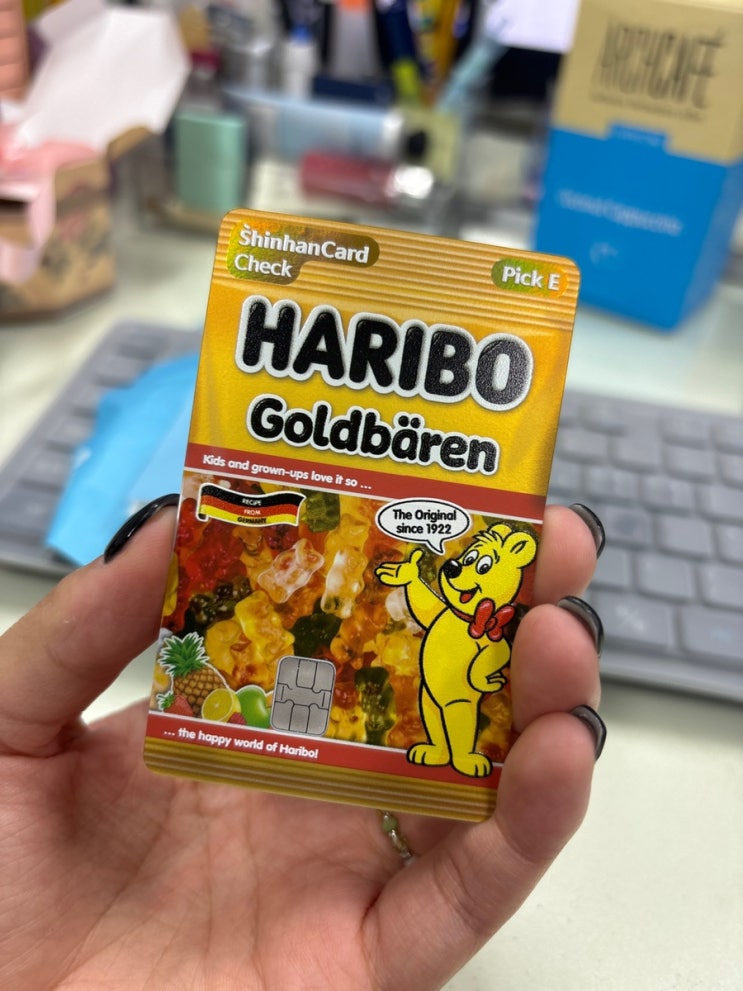 ShinhanCard
Check
Pick E
HARIBO
Goldbären
Kids and grown-ups love it so ...
RECIPE
FROM
GERMANY
The Original
since 1922
... the happy world of Haribo!
ARCHCAFÉ